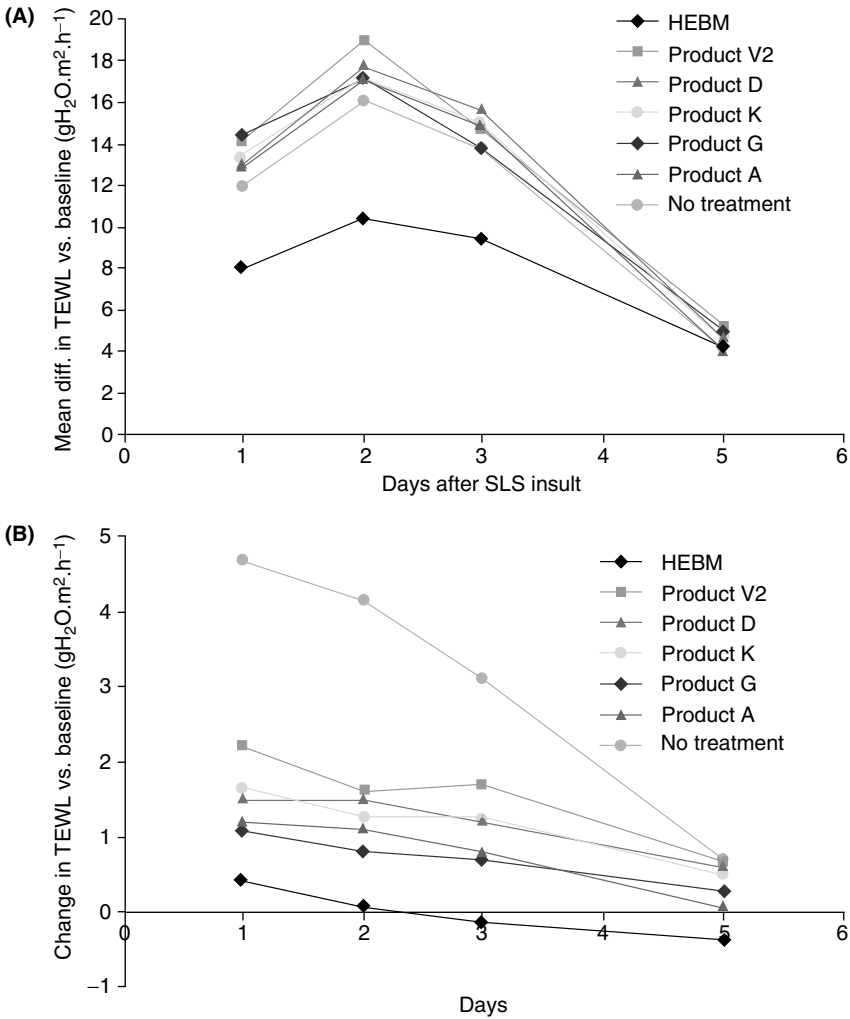 (A)
Mean diff. in TEWL vs. baseline (gH₂O.m².h⁻¹)
20
18
16
14
12
10
8
6
4
2
0
0 1 2 3 4 5 6
Days after SLS insult
HEBM
Product V2
Product D
Product K
Product G
Product A
No treatment
(B)
Change in TEWL vs. baseline (gH₂O.m².h⁻¹)
5
4
3
2
1
0
−1
0 1 2 3 4 5 6
Days
HEBM
Product V2
Product D
Product K
Product G
Product A
No treatment